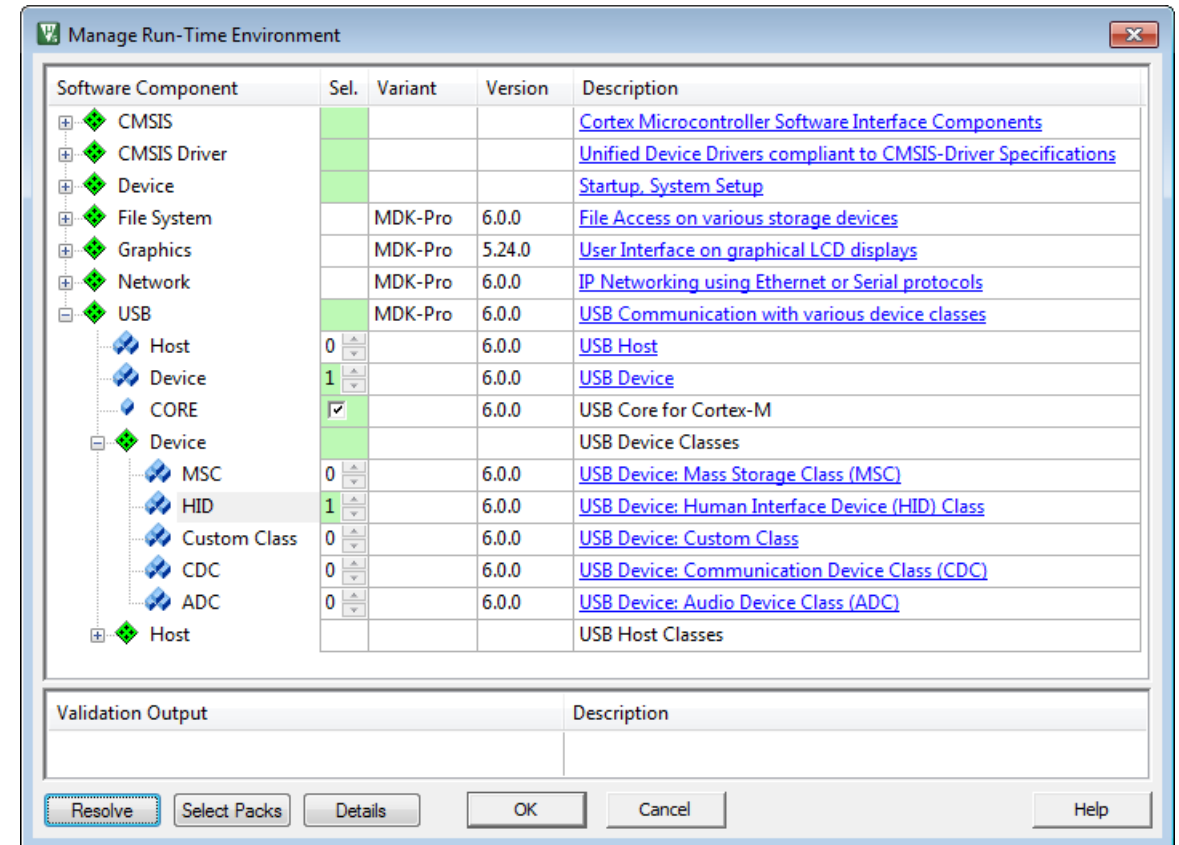 Manage Run-Time Environment
Software Component Sel. Variant Version Description
CMSIS Cortex Microcontroller Software Interface Components
CMSIS Driver Unified Device Drivers compliant to CMSIS-Driver Specifications
Device Startup, System Setup
File System MDK-Pro 6.0.0 File Access on various storage devices
Graphics MDK-Pro 5.24.0 User Interface on graphical LCD displays
Network MDK-Pro 6.0.0 IP Networking using Ethernet or Serial protocols
USB MDK-Pro 6.0.0 USB Communication with various device classes
Host 0 6.0.0 USB Host
Device 1 6.0.0 USB Device
CORE 6.0.0 USB Core for Cortex-M
Device USB Device Classes
MSC 0 6.0.0 USB Device: Mass Storage Class (MSC)
HID 1 6.0.0 USB Device: Human Interface Device (HID) Class
Custom Class 0 6.0.0 USB Device: Custom Class
CDC 0 6.0.0 USB Device: Communication Device Class (CDC)
ADC 0 6.0.0 USB Device: Audio Device Class (ADC)
Host USB Host Classes
Validation Output Description
Resolve Select Packs Details OK Cancel Help